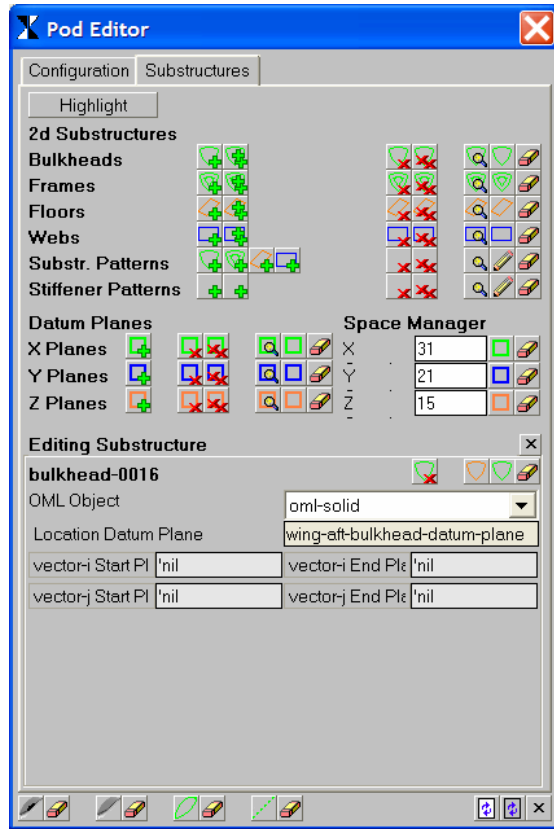 Pod Editor
Configuration Substructures
Highlight
2d Substructures
Bulkheads
Frames
Floors
Webs
Substr. Patterns
Stiffener Patterns
Datum Planes Space Manager
X Planes X 31
Y Planes Y 21
Z Planes Z 15
Editing Substructure
bulkhead-0016
OML Object oml-solid
Location Datum Plane wing-aft-bulkhead-datum-plane
vector-i Start Pl 'nil vector-i End Pla 'nil
vector-j Start Pl 'nil vector-j End Pla 'nil